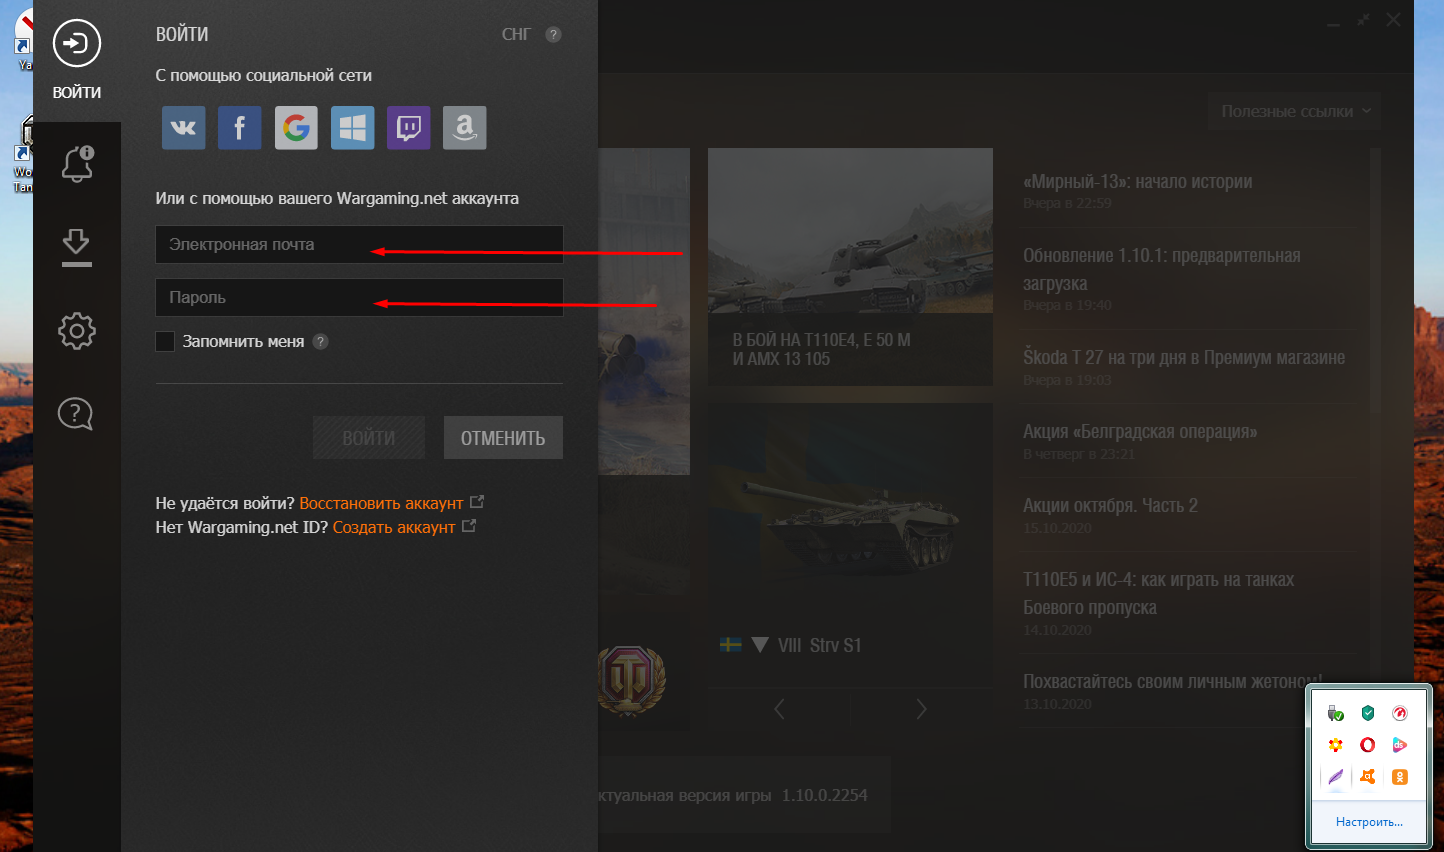 Ya
Wo
Tan
ВОЙТИ
ВОЙТИ
СНГ ?
С помощью социальной сети
Или с помощью вашего Wargaming.net аккаунта
Электронная почта
Пароль
Запомнить меня ?
ВОЙТИ
ОТМЕНИТЬ
Не удаётся войти? Восстановить аккаунт
Нет Wargaming.net ID? Создать аккаунт
Полезные ссылки
В БОЙ НА T110E4, E 50 M
И AMX 13 105
VIII Strv S1
ктуальная версия игры 1.10.0.2254
«Мирный-13»: начало истории
Вчера в 22:59
Обновление 1.10.1: предварительная
загрузка
Вчера в 19:40
Škoda T 27 на три дня в Премиум магазине
Вчера в 19:03
Акция «Белградская операция»
В четверг в 23:21
Акции октября. Часть 2
15.10.2020
T110E5 и ИС-4: как играть на танках
Боевого пропуска
14.10.2020
Похвастайтесь своим личным жетоном!
13.10.2020
Настроить...